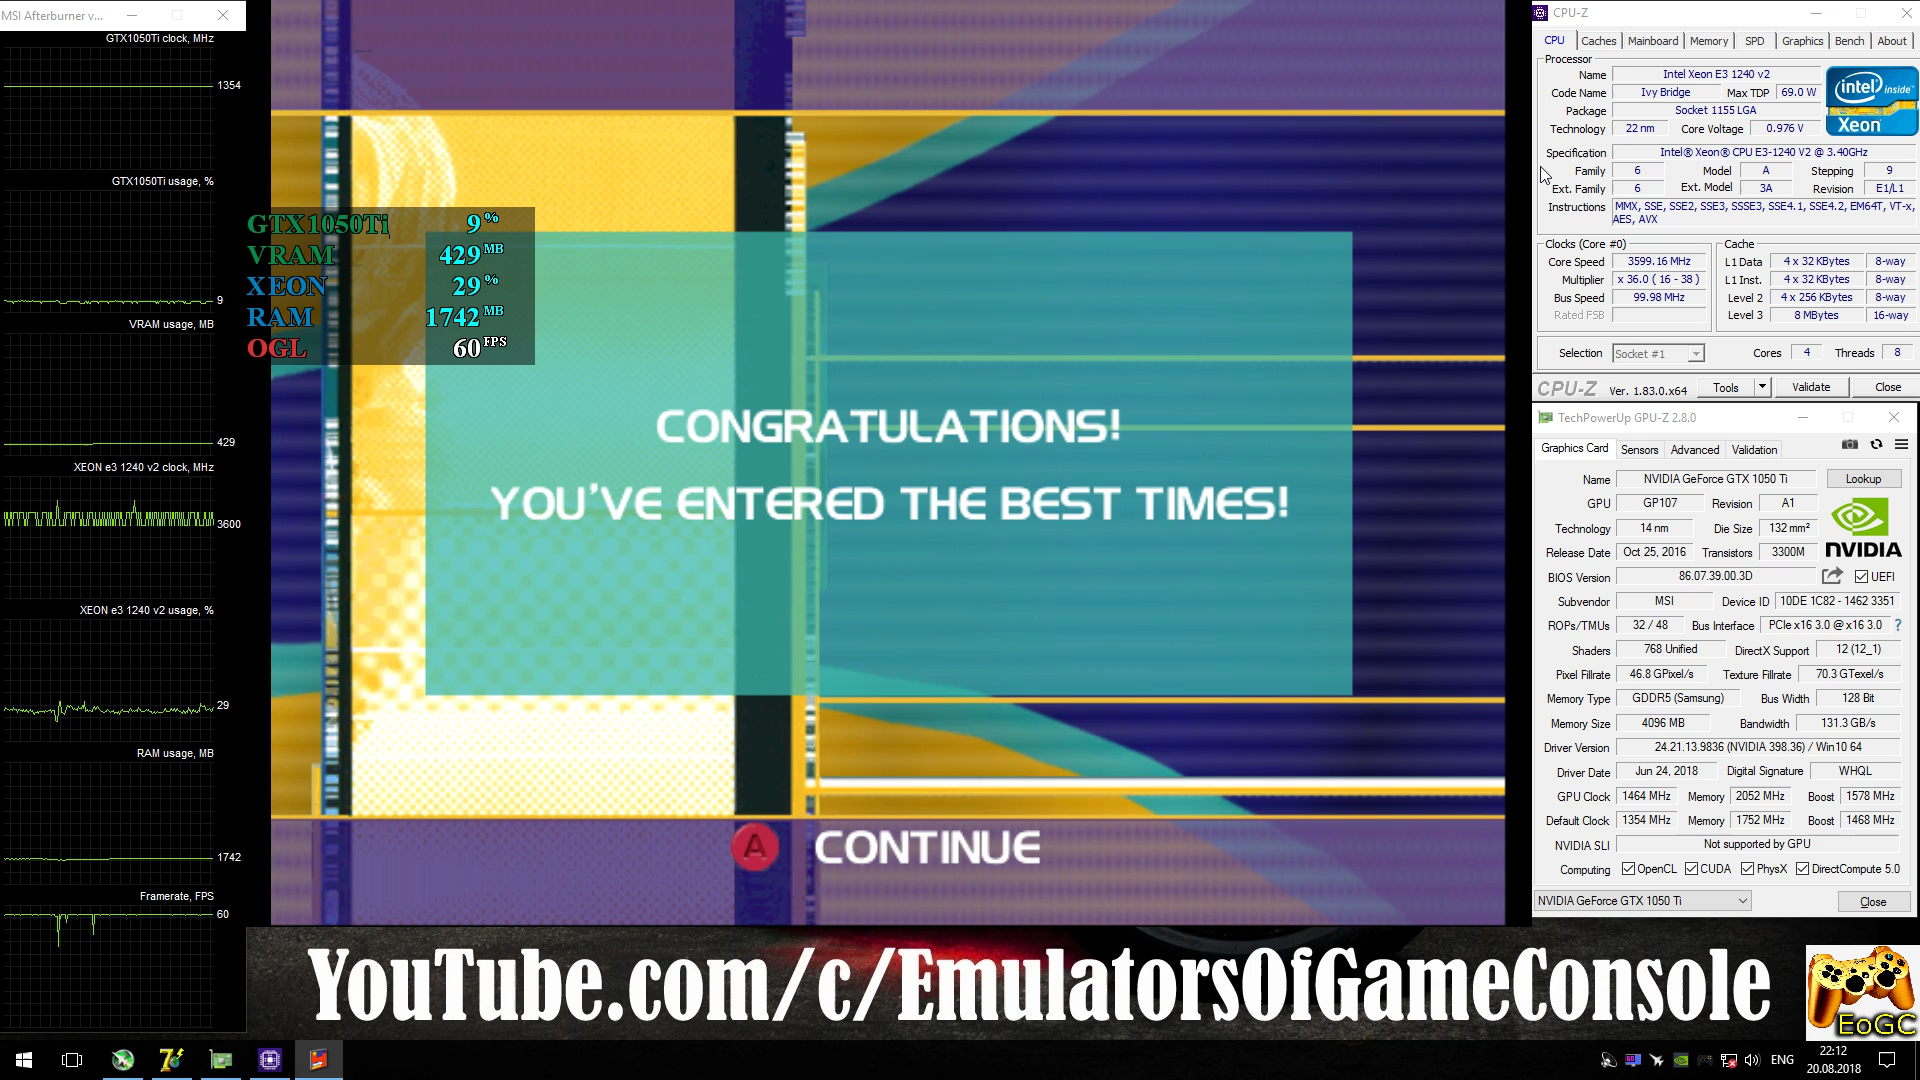 MSI Afterburner v...
GTX1050Ti clock, MHz
1354
GTX1050Ti usage, %
9
VRAM usage, MB
429
XEON e3 1240 v2 clock, MHz
3600
XEON e3 1240 v2 usage, %
29
RAM usage, MB
1742
Framerate, FPS
60
GTX1050Ti 9 %
VRAM 429 MB
XEON 29 %
RAM 1742 MB
OGL 60 FPS
CONGRATULATIONS!
YOU'VE ENTERED THE BEST TIMES!
A CONTINUE
CPU-Z
CPU Caches Mainboard Memory SPD Graphics Bench About
Processor
Name Intel Xeon E3 1240 v2
Code Name Ivy Bridge Max TDP 69.0 W
Package Socket 1155 LGA
Technology 22 nm Core Voltage 0.976 V
intel inside
Xeon
Specification Intel® Xeon® CPU E3-1240 V2 @ 3.40GHz
Family 6 Model A Stepping 9
Ext. Family 6 Ext. Model 3A Revision E1/L1
Instructions MMX, SSE, SSE2, SSE3, SSSE3, SSE4.1, SSE4.2, EM64T, VT-x,
AES, AVX
Clocks (Core #0)
Core Speed 3599.16 MHz
Multiplier x 36.0 ( 16 - 38 )
Bus Speed 99.98 MHz
Rated FSB
Cache
L1 Data 4 x 32 KBytes 8-way
L1 Inst. 4 x 32 KBytes 8-way
Level 2 4 x 256 KBytes 8-way
Level 3 8 MBytes 16-way
Selection Socket #1 Cores 4 Threads 8
CPU-Z Ver. 1.83.0.x64 Tools Validate Close
TechPowerUp GPU-Z 2.8.0
Graphics Card Sensors Advanced Validation
Name NVIDIA GeForce GTX 1050 Ti Lookup
GPU GP107 Revision A1
Technology 14 nm Die Size 132 mm²
Release Date Oct 25, 2016 Transistors 3300M
NVIDIA
BIOS Version 86.07.39.00.3D UEFI
Subvendor MSI Device ID 10DE 1C82 - 1462 3351
ROPs/TMUs 32 / 48 Bus Interface PCIe x16 3.0 @ x16 3.0 ?
Shaders 768 Unified DirectX Support 12 (12_1)
Pixel Fillrate 46.8 GPixel/s Texture Fillrate 70.3 GTexel/s
Memory Type GDDR5 (Samsung) Bus Width 128 Bit
Memory Size 4096 MB Bandwidth 131.3 GB/s
Driver Version 24.21.13.9836 (NVIDIA 398.36) / Win10 64
Driver Date Jun 24, 2018 Digital Signature WHQL
GPU Clock 1464 MHz Memory 2052 MHz Boost 1578 MHz
Default Clock 1354 MHz Memory 1752 MHz Boost 1468 MHz
NVIDIA SLI Not supported by GPU
Computing OpenCL CUDA PhysX DirectCompute 5.0
NVIDIA GeForce GTX 1050 Ti Close
YouTube.com/c/EmulatorsOfGameConsole
EoGC
ENG
22:12
20.08.2018